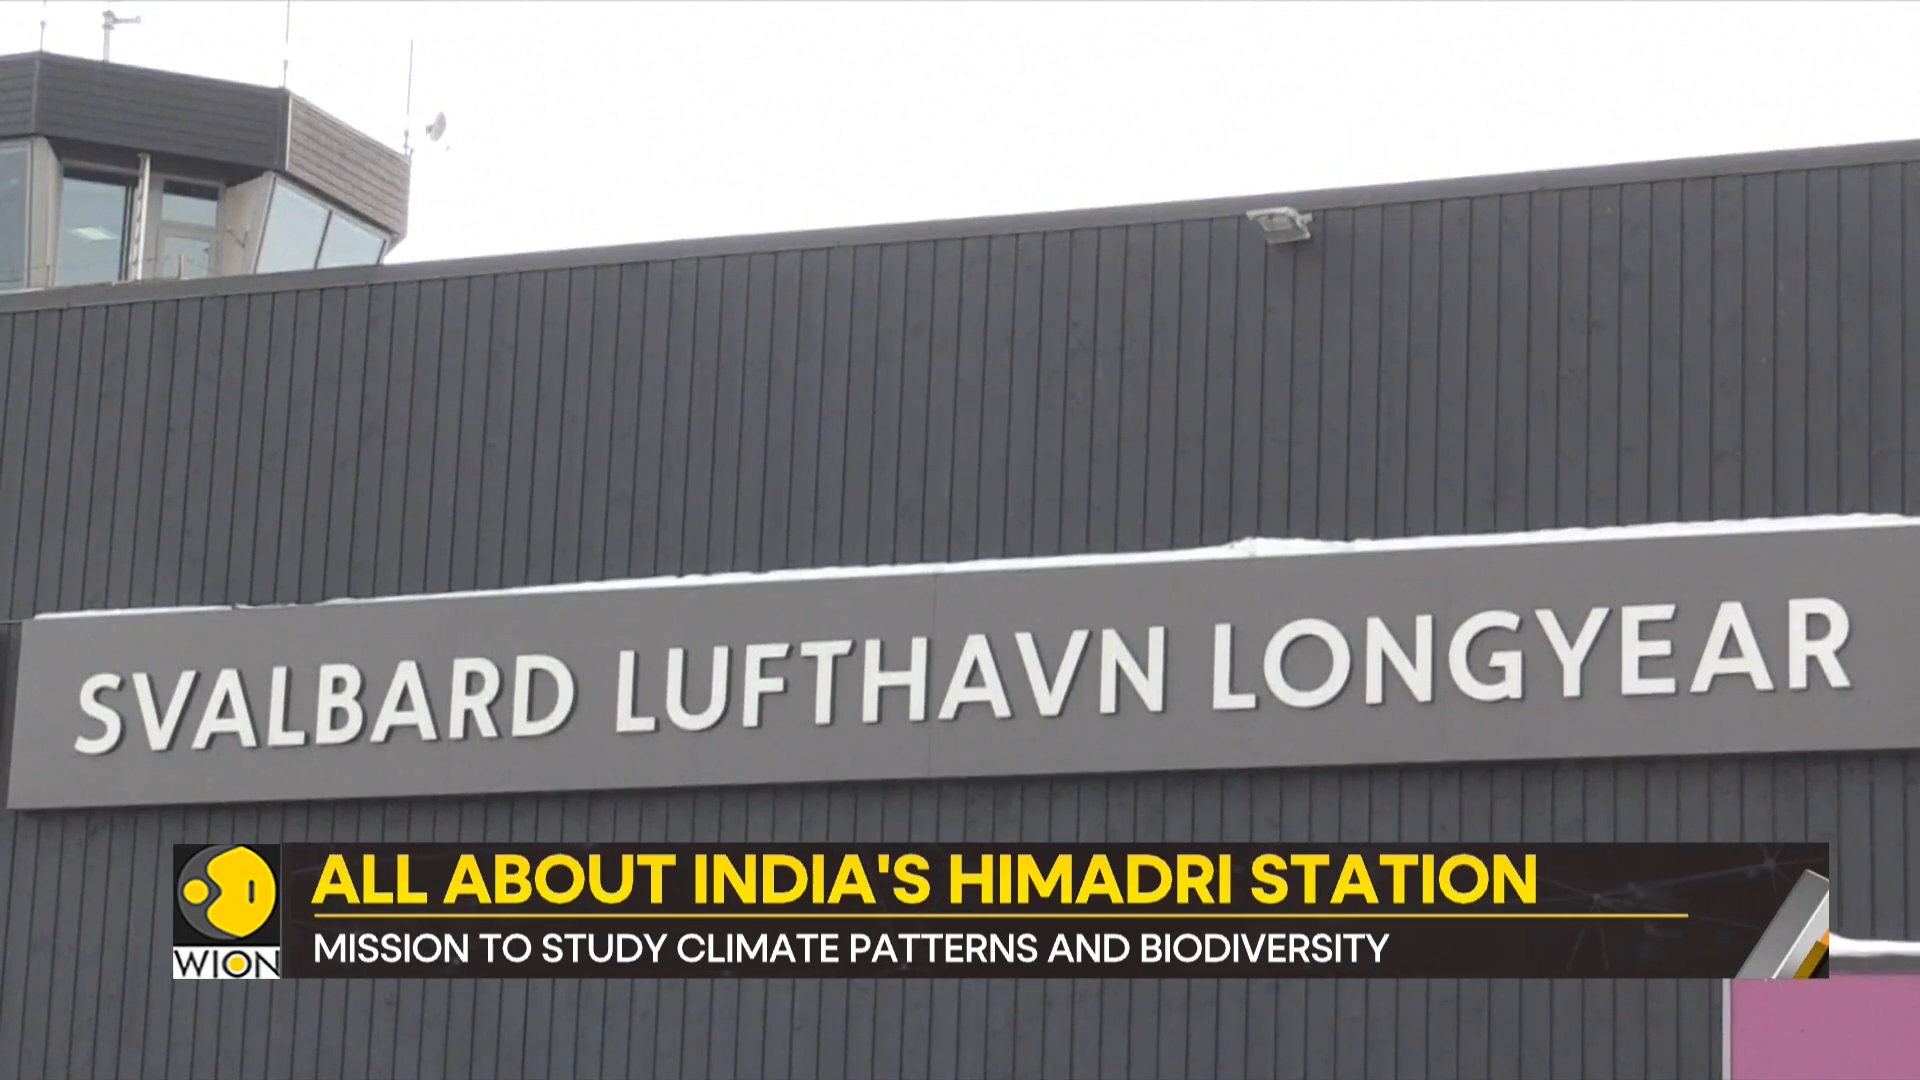 SVALBARD LUFTHAVN LONGYEAR
ALL ABOUT INDIA'S HIMADRI STATION
MISSION TO STUDY CLIMATE PATTERNS AND BIODIVERSITY
WION